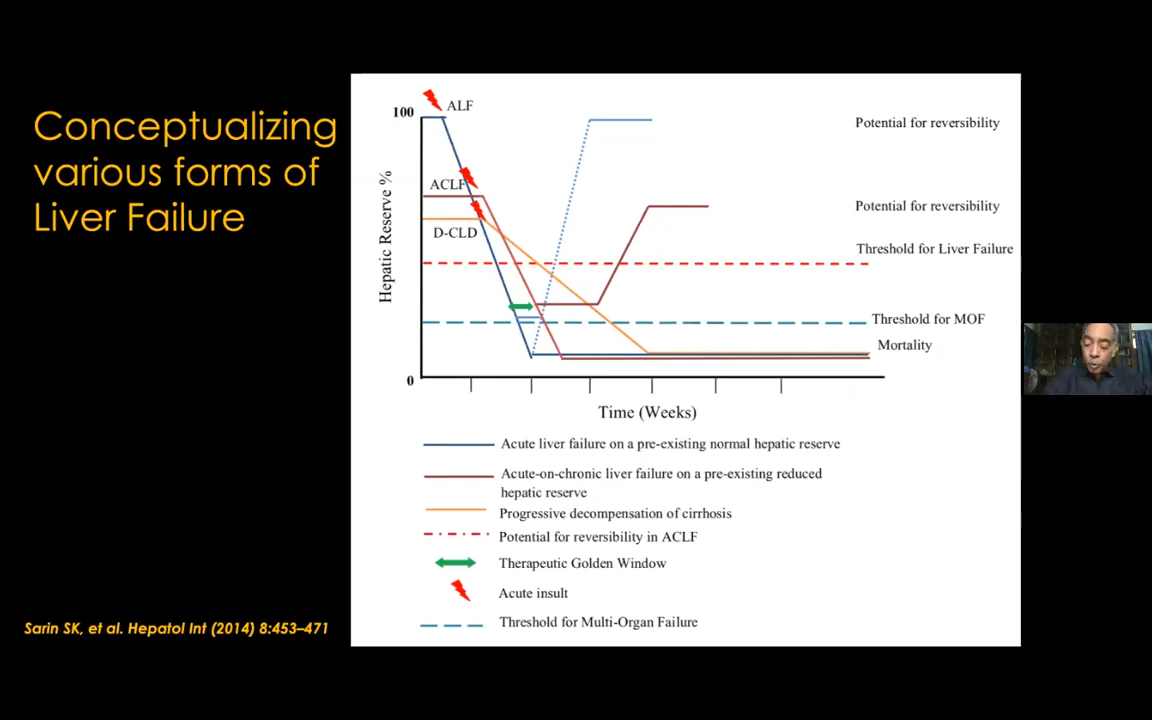 Conceptualizing
various forms of
Liver Failure
Sarin SK, et al. Hepatol Int (2014) 8:453–471
100
ALF
ACLF
D-CLD
Hepatic Reserve %
0
Potential for reversibility
Potential for reversibility
Threshold for Liver Failure
Threshold for MOF
Mortality
Time (Weeks)
Acute liver failure on a pre-existing normal hepatic reserve
Acute-on-chronic liver failure on a pre-existing reduced
hepatic reserve
Progressive decompensation of cirrhosis
Potential for reversibility in ACLF
Therapeutic Golden Window
Acute insult
Threshold for Multi-Organ Failure